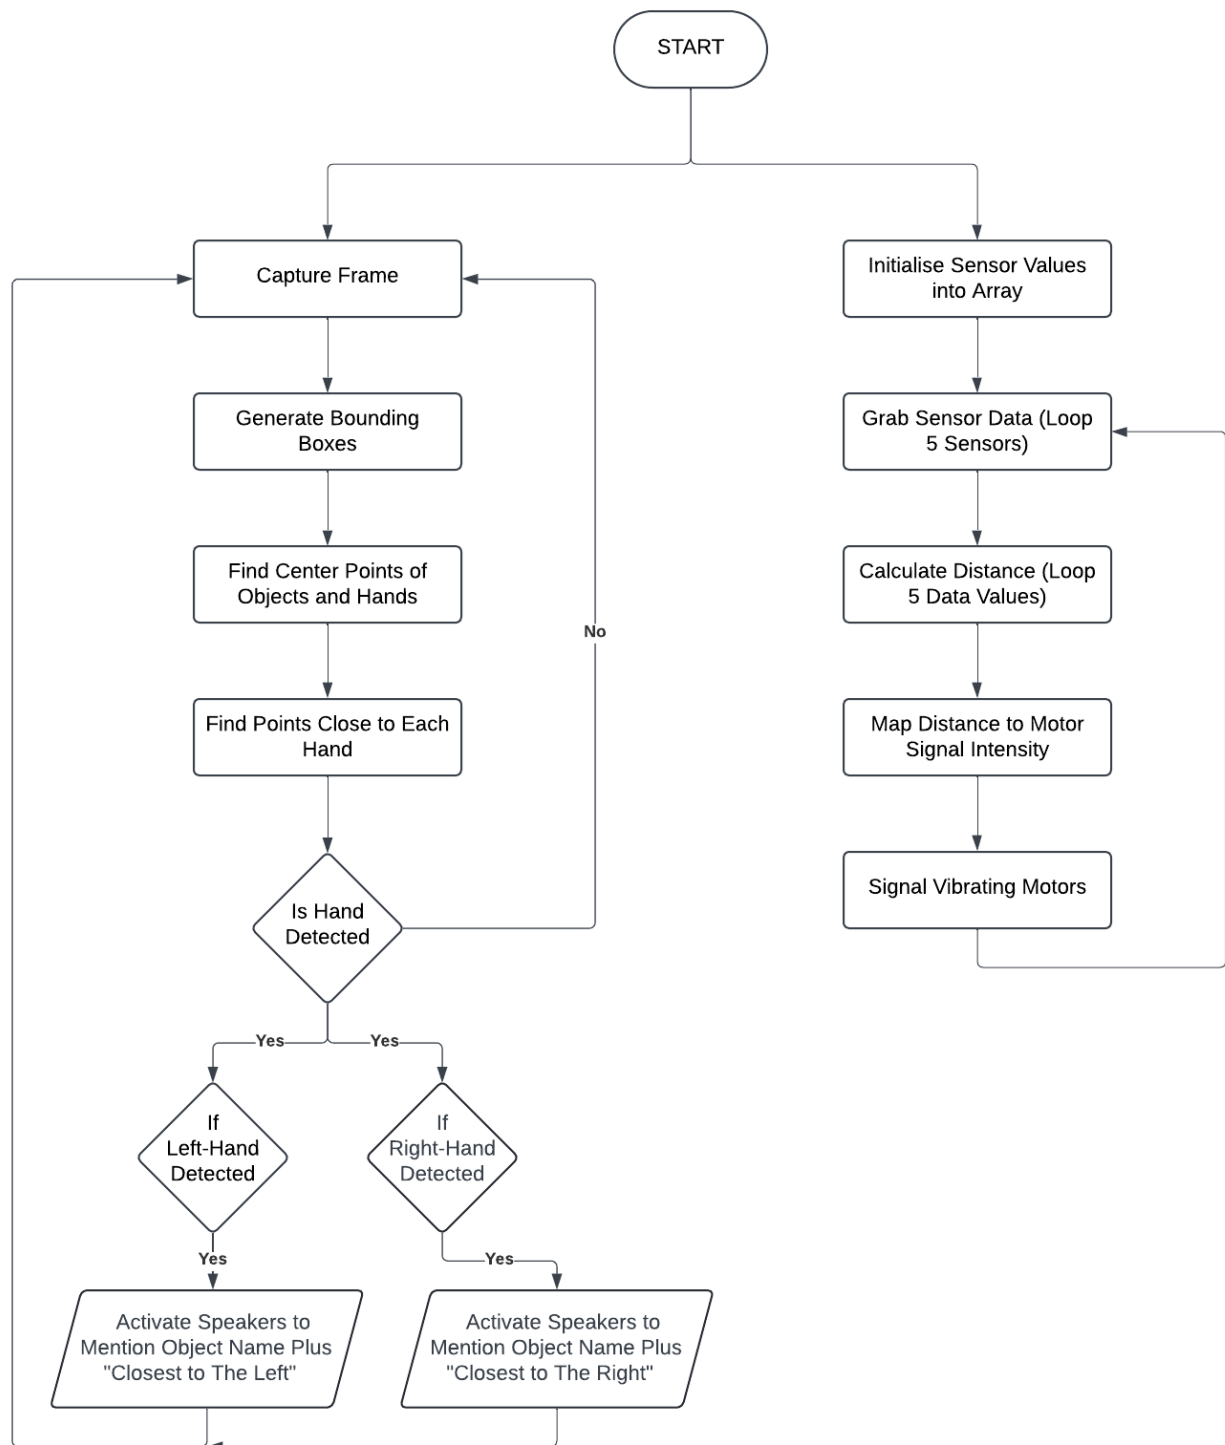 START
Capture Frame
Generate Bounding
Boxes
Find Center Points of
Objects and Hands
Find Points Close to Each
Hand
No
Is Hand
Detected
Yes
Yes
If
Left-Hand
Detected
If
Right-Hand
Detected
Yes
Yes
Activate Speakers to
Mention Object Name Plus
"Closest to The Left"
Activate Speakers to
Mention Object Name Plus
"Closest to The Right"
Initialise Sensor Values
into Array
Grab Sensor Data (Loop
5 Sensors)
Calculate Distance (Loop
5 Data Values)
Map Distance to Motor
Signal Intensity
Signal Vibrating Motors